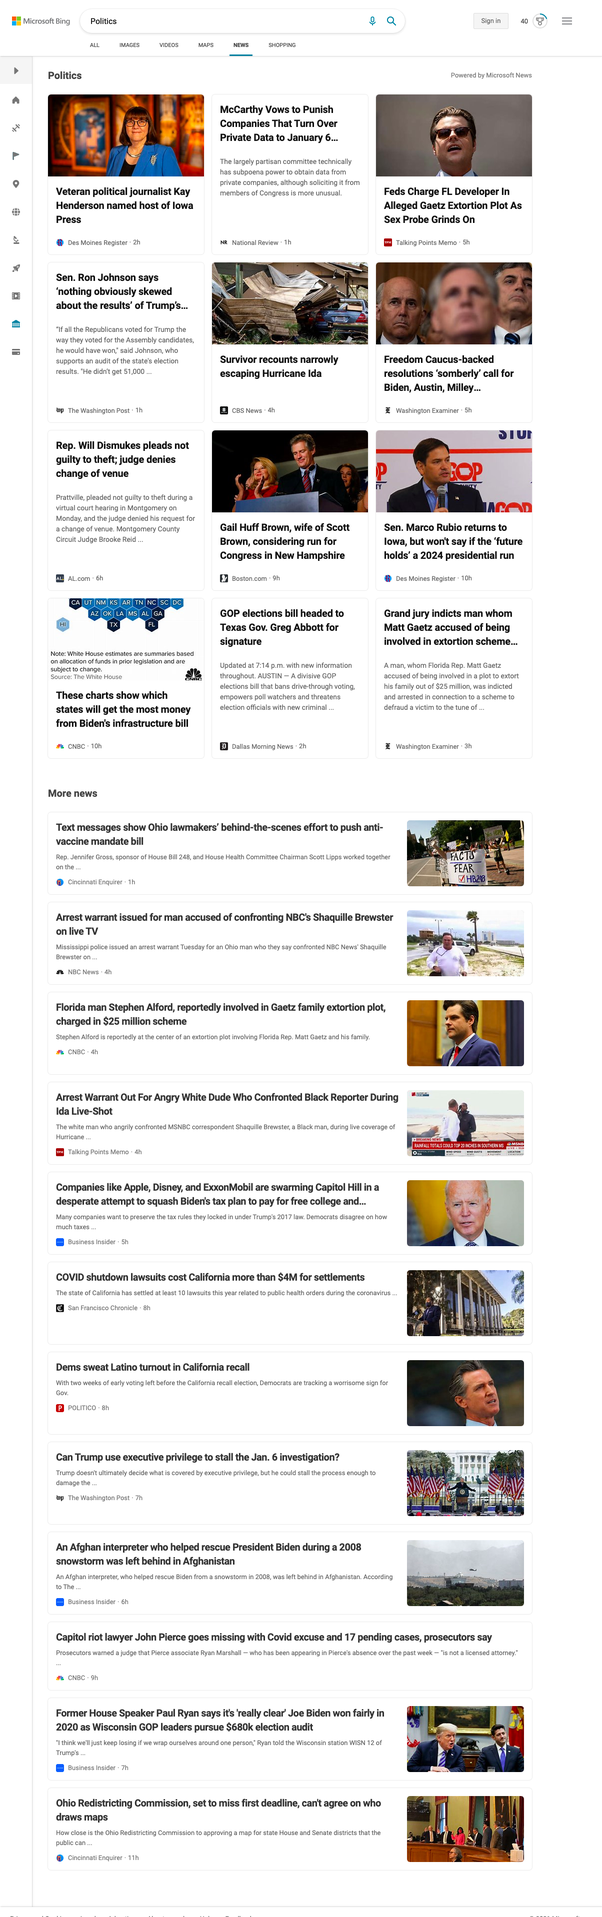 Microsoft Bing
Politics
Sign in
40
ALL
IMAGES
VIDEOS
MAPS
NEWS
SHOPPING
Politics
Powered by Microsoft News
Veteran political journalist Kay
Henderson named host of Iowa
Press
Des Moines Register · 2h
McCarthy Vows to Punish
Companies That Turn Over
Private Data to January 6...
The largely partisan committee technically
has subpoena power to obtain data from
private companies, although soliciting it from
members of Congress is more unusual.
NR National Review · 1h
Feds Charge FL Developer In
Alleged Gaetz Extortion Plot As
Sex Probe Grinds On
Talking Points Memo · 5h
Sen. Ron Johnson says
‘nothing obviously skewed
about the results’ of Trump’s...
"If all the Republicans voted for Trump the
way they voted for the Assembly candidates,
he would have won," said Johnson, who
supports an audit of the state's election
results. "He didn't get 51,000 ...
wp The Washington Post · 1h
Survivor recounts narrowly
escaping Hurricane Ida
CBS News · 4h
Freedom Caucus-backed
resolutions ‘somberly’ call for
Biden, Austin, Milley...
Washington Examiner · 5h
Rep. Will Dismukes pleads not
guilty to theft; judge denies
change of venue
Prattville, pleaded not guilty to theft during a
virtual court hearing in Montgomery on
Monday, and the judge denied his request for
a change of venue. Montgomery County
Circuit Judge Brooke Reid ...
AL.com · 6h
Gail Huff Brown, wife of Scott
Brown, considering run for
Congress in New Hampshire
Boston.com · 9h
GOP
Sen. Marco Rubio returns to
Iowa, but won't say if the ‘future
holds’ a 2024 presidential run
Des Moines Register · 10h
CA UT NM KS AR TN NC SC DC
AZ OK LA MS AL GA
HI TX FL
Note: White House estimates are summaries based
on allocation of funds in prior legislation and are
subject to change.
Source: The White House
CNBC
These charts show which
states will get the most money
from Biden's infrastructure bill
CNBC · 10h
GOP elections bill headed to
Texas Gov. Greg Abbott for
signature
Updated at 7:14 p.m. with new information
throughout. AUSTIN — A divisive GOP
elections bill that bans drive-through voting,
empowers poll watchers and threatens
election officials with new criminal ...
Dallas Morning News · 2h
Grand jury indicts man whom
Matt Gaetz accused of being
involved in extortion scheme...
A man, whom Florida Rep. Matt Gaetz
accused of being involved in a plot to extort
his family out of $25 million, was indicted
and arrested in connection to a scheme to
defraud a victim to the tune of ...
Washington Examiner · 3h
More news
Text messages show Ohio lawmakers’ behind-the-scenes effort to push anti-
vaccine mandate bill
Rep. Jennifer Gross, sponsor of House Bill 248, and House Health Committee Chairman Scott Lipps worked together
on the ...
Cincinnati Enquirer · 1h
FACTS
FEAR
HB248
Arrest warrant issued for man accused of confronting NBC's Shaquille Brewster
on live TV
Mississippi police issued an arrest warrant Tuesday for an Ohio man who they say confronted NBC News' Shaquille
Brewster on ...
NBC News · 4h
Florida man Stephen Alford, reportedly involved in Gaetz family extortion plot,
charged in $25 million scheme
Stephen Alford is reportedly at the center of an extortion plot involving Florida Rep. Matt Gaetz and his family.
CNBC · 4h
Arrest Warrant Out For Angry White Dude Who Confronted Black Reporter During
Ida Live-Shot
The white man who angrily confronted MSNBC correspondent Shaquille Brewster, a Black man, during live coverage of
Hurricane ...
Talking Points Memo · 4h
RAINFALL TOTALS COULD TOP 20 INCHES IN SOUTHERN MS
Companies like Apple, Disney, and ExxonMobil are swarming Capitol Hill in a
desperate attempt to squash Biden's tax plan to pay for free college and...
Many companies want to preserve the tax rules they locked in under Trump's 2017 law. Democrats disagree on how
much taxes ...
Business Insider · 5h
COVID shutdown lawsuits cost California more than $4M for settlements
The state of California has settled at least 10 lawsuits this year related to public health orders during the coronavirus ...
San Francisco Chronicle · 8h
Dems sweat Latino turnout in California recall
With two weeks of early voting left before the California recall election, Democrats are tracking a worrisome sign for
Gov.
POLITICO · 8h
Can Trump use executive privilege to stall the Jan. 6 investigation?
Trump doesn't ultimately decide what is covered by executive privilege, but he could stall the process enough to
damage the ...
wp The Washington Post · 7h
An Afghan interpreter who helped rescue President Biden during a 2008
snowstorm was left behind in Afghanistan
An Afghan interpreter, who helped rescue Biden from a snowstorm in 2008, was left behind in Afghanistan. According
to The ...
Business Insider · 6h
Capitol riot lawyer John Pierce goes missing with Covid excuse and 17 pending cases, prosecutors say
Prosecutors warned a judge that Pierce associate Ryan Marshall — who has been appearing in Pierce's absence over the past week — "is not a licensed attorney."
...
CNBC · 9h
Former House Speaker Paul Ryan says it's 'really clear' Joe Biden won fairly in
2020 as Wisconsin GOP leaders pursue $680k election audit
"I think we'll just keep losing if we wrap ourselves around one person," Ryan told the Wisconsin station WISN 12 of
Trump's ...
Business Insider · 7h
Ohio Redistricting Commission, set to miss first deadline, can't agree on who
draws maps
How close is the Ohio Redistricting Commission to approving a map for state House and Senate districts that the
public can ...
Cincinnati Enquirer · 11h